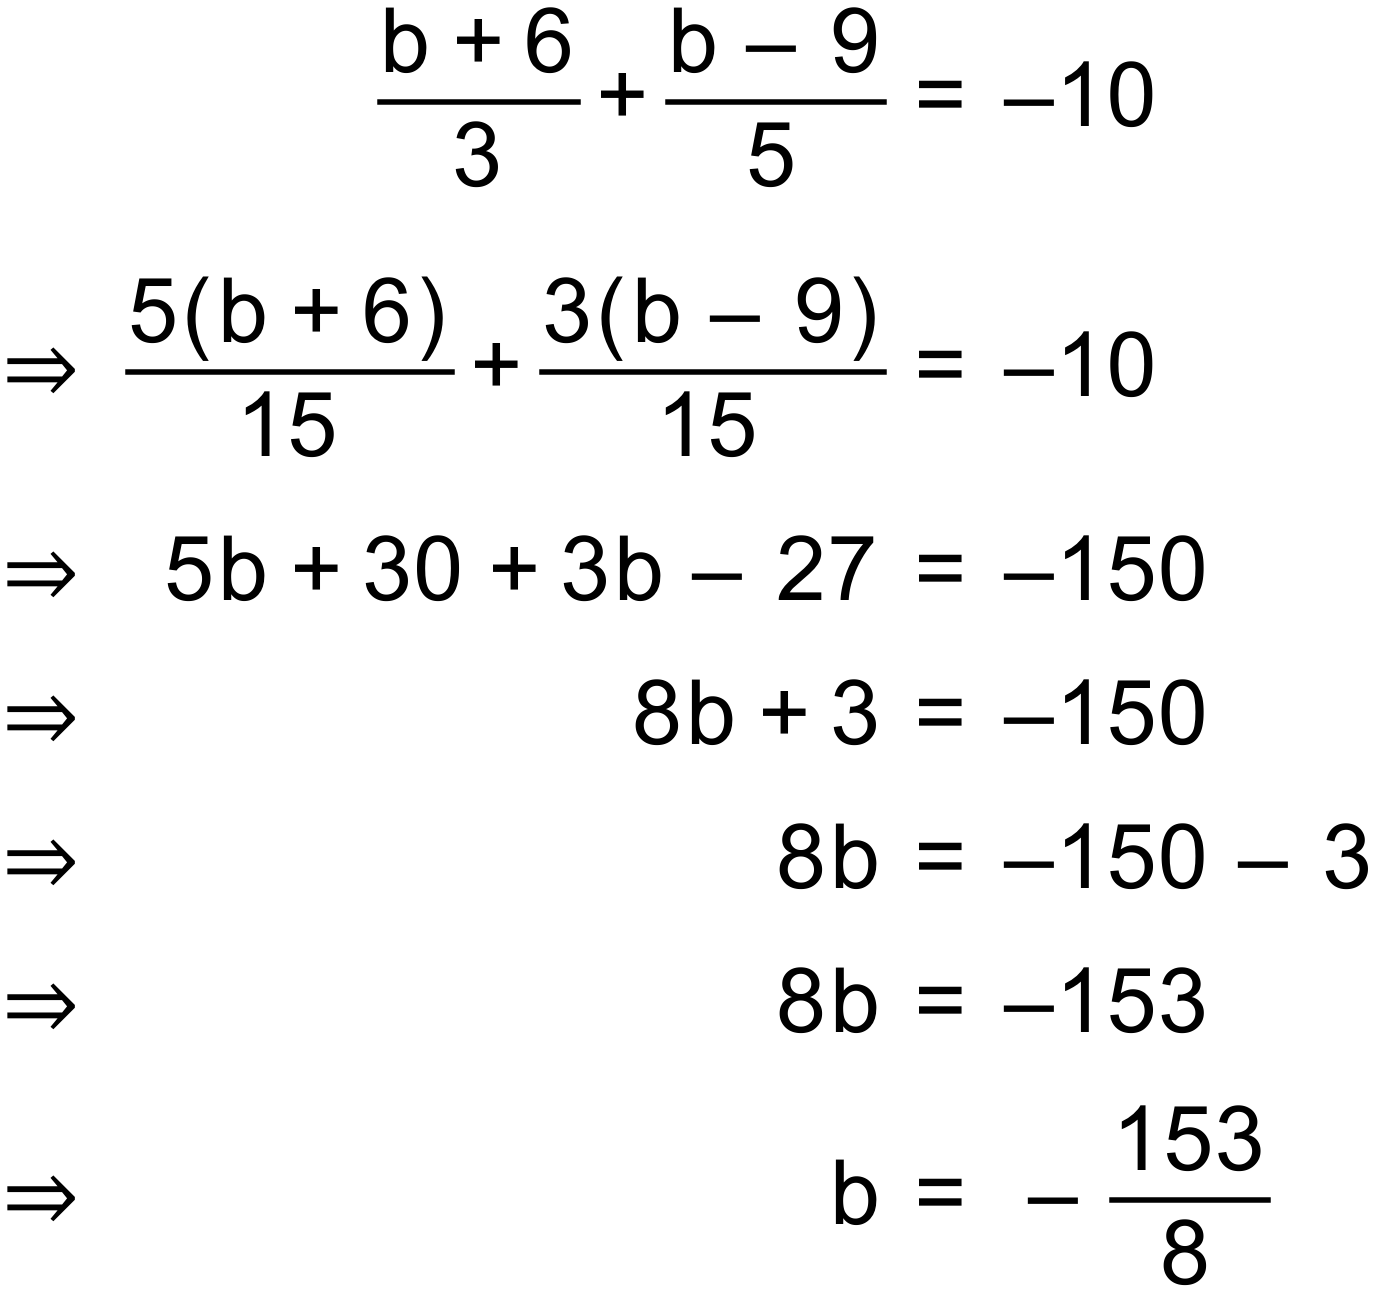 (b + 6)/3 + (b – 9)/5 = –10
⇒ 5(b + 6)/15 + 3(b – 9)/15 = –10
⇒ 5b + 30 + 3b – 27 = –150
⇒ 8b + 3 = –150
⇒ 8b = –150 – 3
⇒ 8b = –153
⇒ b = – 153/8